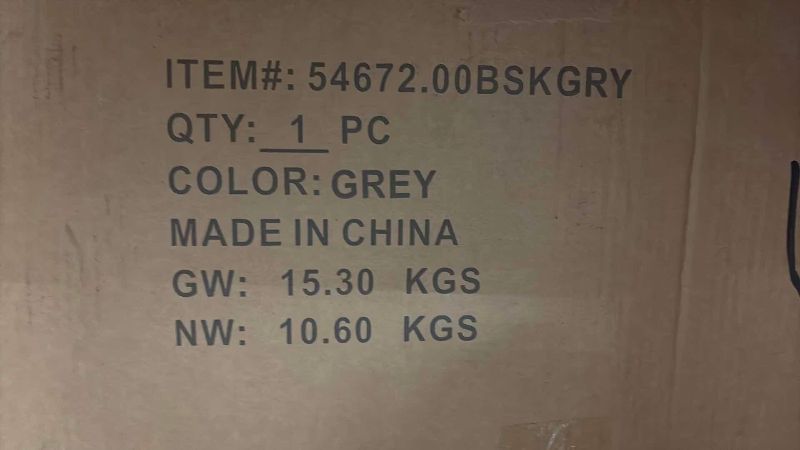 ITEM#: 54672.00BSKGRY
QTY: 1 PC
COLOR: GREY
MADE IN CHINA
GW: 15.30 KGS
NW: 10.60 KGS